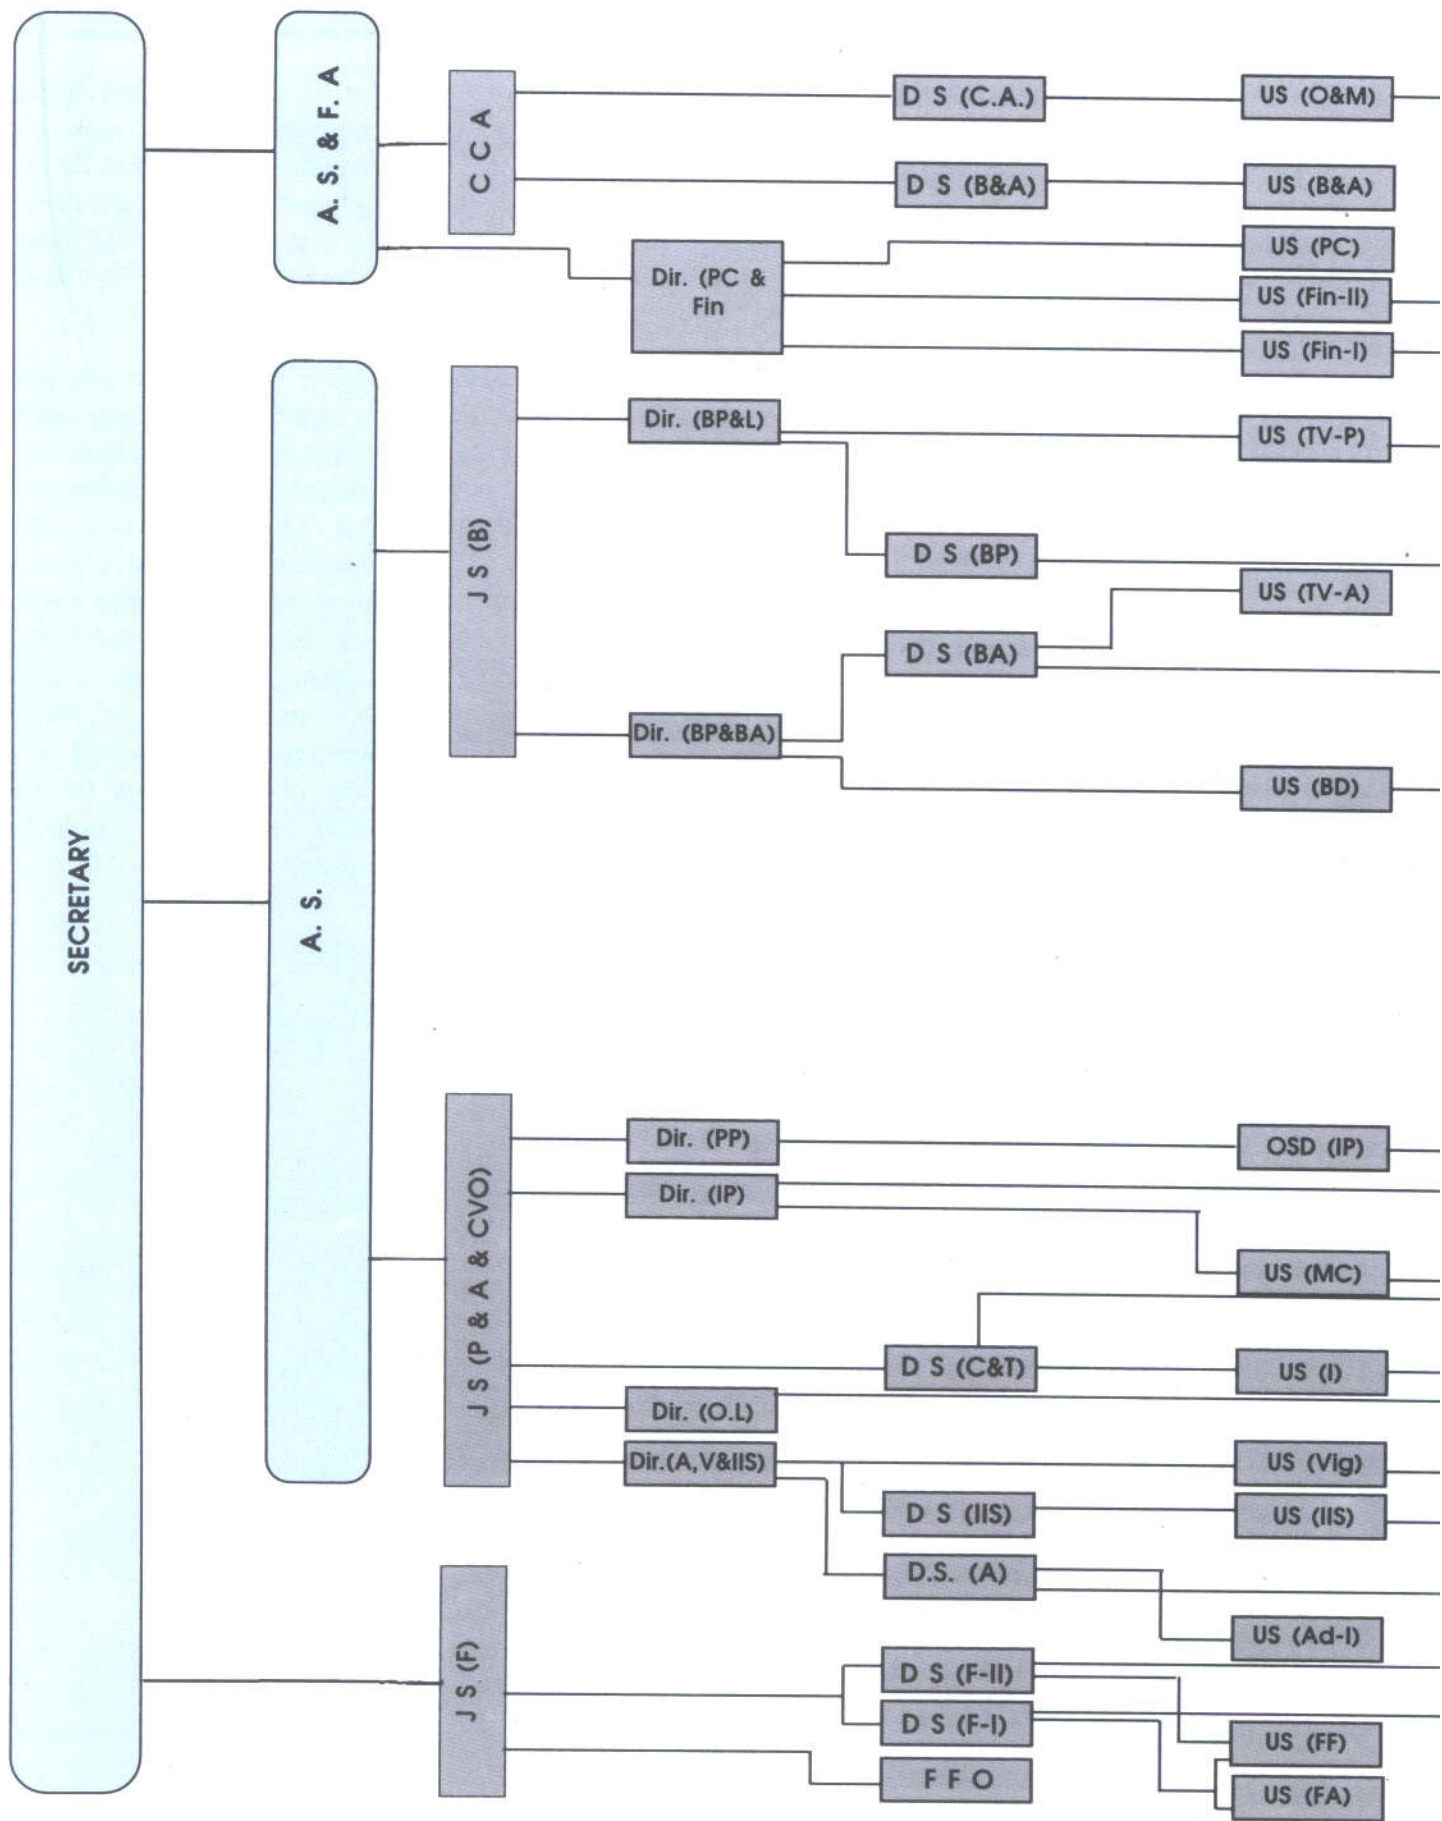 SECRETARY
A. S. & F. A
C C A
D S (C.A.)
US (O&M)
D S (B&A)
US (B&A)
Dir. (PC &
Fin
US (PC)
US (Fin-II)
US (Fin-I)
A. S.
J S (B)
Dir. (BP&L)
US (TV-P)
D S (BP)
US (TV-A)
D S (BA)
Dir. (BP&BA)
US (BD)
J S (P & A & CVO)
Dir. (PP)
OSD (IP)
Dir. (IP)
US (MC)
D S (C&T)
US (I)
Dir. (O.L)
Dir.(A,V&IIS)
US (Vig)
D S (IIS)
US (IIS)
D.S. (A)
US (Ad-I)
J S (F)
D S (F-II)
D S (F-I)
US (FF)
F F O
US (FA)